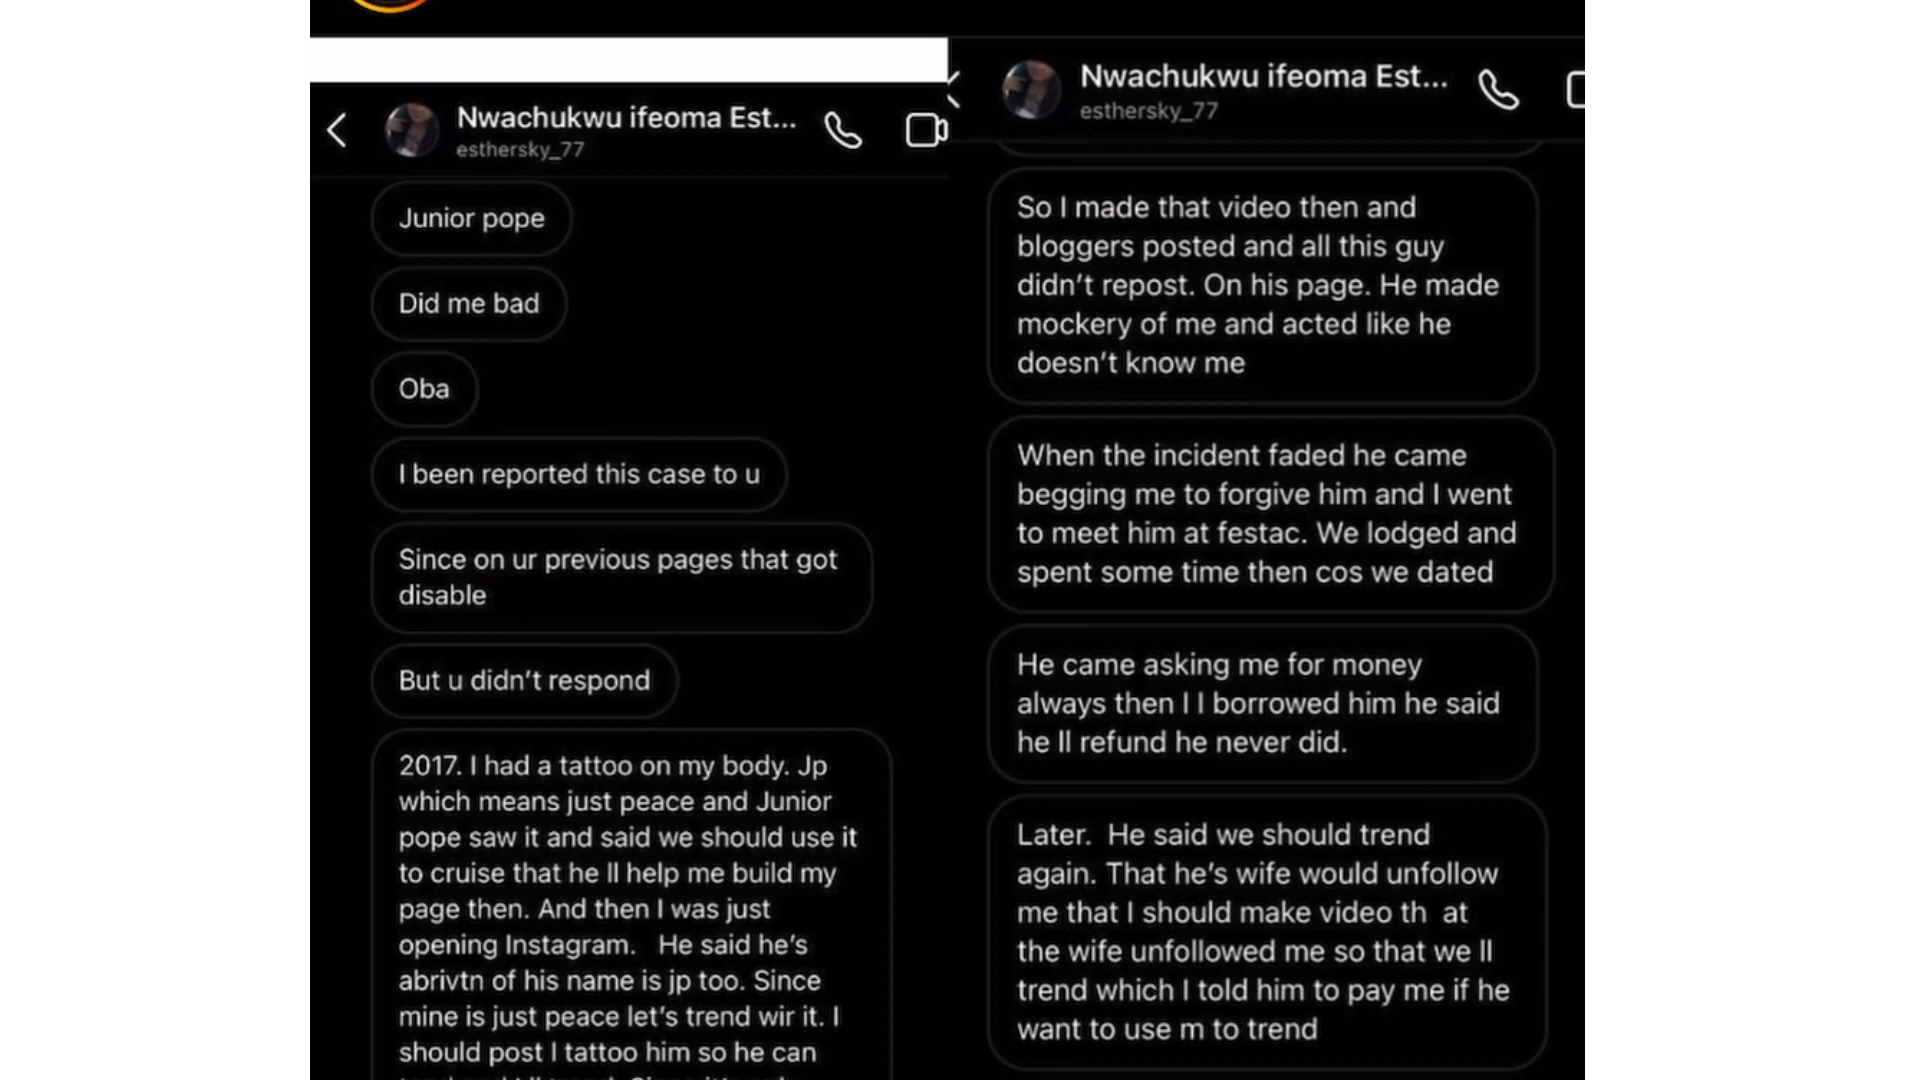 Nwachukwu ifeoma Est...
esthersky_77
Junior pope
Did me bad
Oba
I been reported this case to u
Since on ur previous pages that got
disable
But u didn't respond
2017. I had a tattoo on my body. Jp
which means just peace and Junior
pope saw it and said we should use it
to cruise that he ll help me build my
page then. And then I was just
opening Instagram.   He said he's
abrivtn of his name is jp too. Since
mine is just peace let's trend wir it. I
should post I tattoo him so he can
Nwachukwu ifeoma Est...
esthersky_77
So I made that video then and
bloggers posted and all this guy
didn't repost. On his page. He made
mockery of me and acted like he
doesn't know me
When the incident faded he came
begging me to forgive him and I went
to meet him at festac. We lodged and
spent some time then cos we dated
He came asking me for money
always then I I borrowed him he said
he ll refund he never did.
Later.  He said we should trend
again. That he's wife would unfollow
me that I should make video th  at
the wife unfollowed me so that we ll
trend which I told him to pay me if he
want to use m to trend